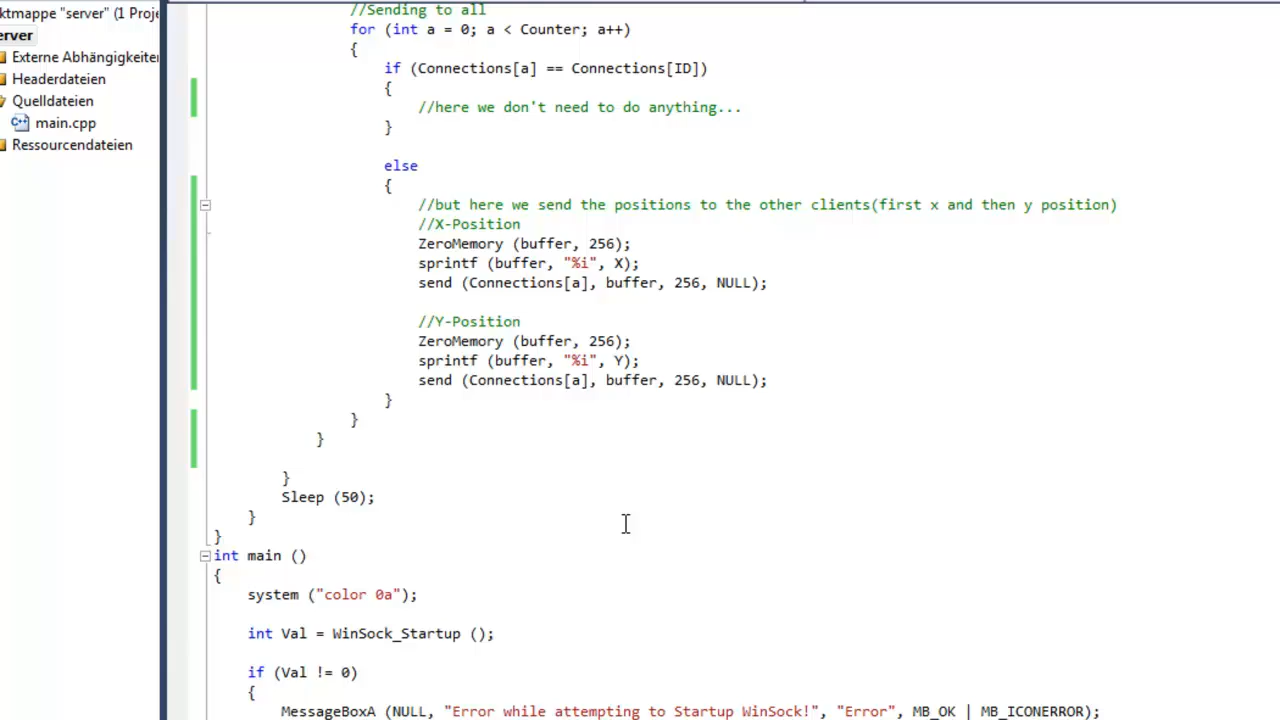 ktmappe "server" (1 Proje
erver
Externe Abhängigkeiten
Headerdateien
Quelldateien
main.cpp
Ressourcendateien
//Sending to all
for (int a = 0; a < Counter; a++)
{
if (Connections[a] == Connections[ID])
{
//here we don't need to do anything...
}
else
{
//but here we send the positions to the other clients(first x and then y position)
//X-Position
ZeroMemory (buffer, 256);
sprintf (buffer, "%i", X);
send (Connections[a], buffer, 256, NULL);
//Y-Position
ZeroMemory (buffer, 256);
sprintf (buffer, "%i", Y);
send (Connections[a], buffer, 256, NULL);
}
}
}
}
Sleep (50);
}
}
int main ()
{
system ("color 0a");
int Val = WinSock_Startup ();
if (Val != 0)
{
MessageBoxA (NULL, "Error while attempting to Startup WinSock!", "Error", MB_OK | MB_ICONERROR);